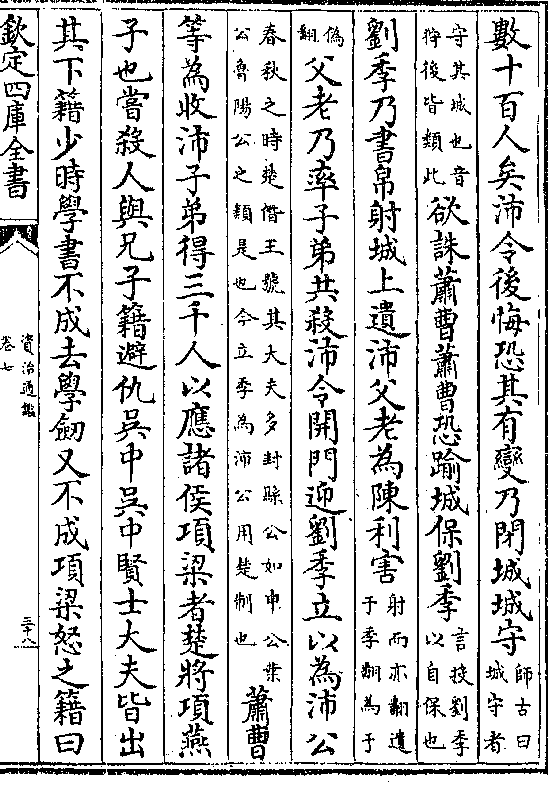 數十百人矣沛令後悔恐其有變乃閉城城守師古曰城守者
守其城也音狩後皆類此欲誅蕭曹蕭曹恐踰城保劉季言投劉季以自保也
劉季乃書帛射城上遺沛父老為陳利害射而亦翻遺于季翻為于
偽翻父老乃率子弟共殺沛令開門迎劉季立以為沛公
春秋之時楚僭王號其大夫多封縣公如申公葉公魯陽公之類是也今立季為沛公用楚制也蕭曹
等為收沛子弟得三千人以應諸侯項梁者楚將項燕
子也嘗殺人與兄子籍避仇吳中吳中賢士大夫皆出
其下籍少時學書不成去學劒又不成項梁怒之籍曰
欽定四庫全書
資治通鑑
卷七
三十八